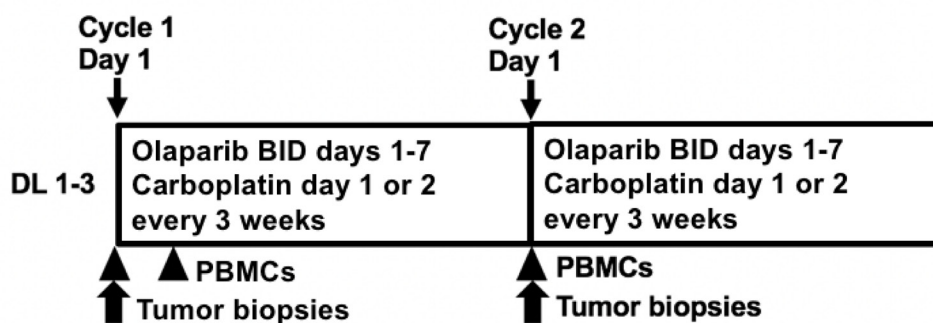 Cycle 1
Day 1
Cycle 2
Day 1
DL 1-3
Olaparib BID days 1-7
Carboplatin day 1 or 2
every 3 weeks
Olaparib BID days 1-7
Carboplatin day 1 or 2
every 3 weeks
PBMCs
Tumor biopsies
PBMCs
Tumor biopsies